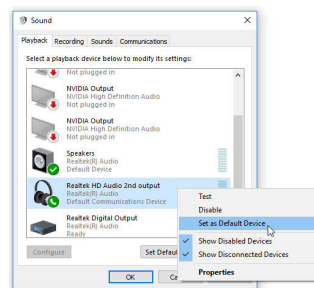 Sound
Playback Recording Sounds Communications
Select a playback device below to modify its settings:
Not plugged in
NVIDIA Output
NVIDIA High Definition Audio
Not plugged in
NVIDIA Output
NVIDIA High Definition Audio
Not plugged in
Speakers
Realtek(R) Audio
Default Device
Realtek HD Audio 2nd output
Realtek(R) Audio
Default Communications Device
Realtek Digital Output
Realtek(R) Audio
Ready
Test
Disable
Set as Default Device
Show Disabled Devices
Show Disconnected Devices
Properties
Configure Set Defaul
OK Ca